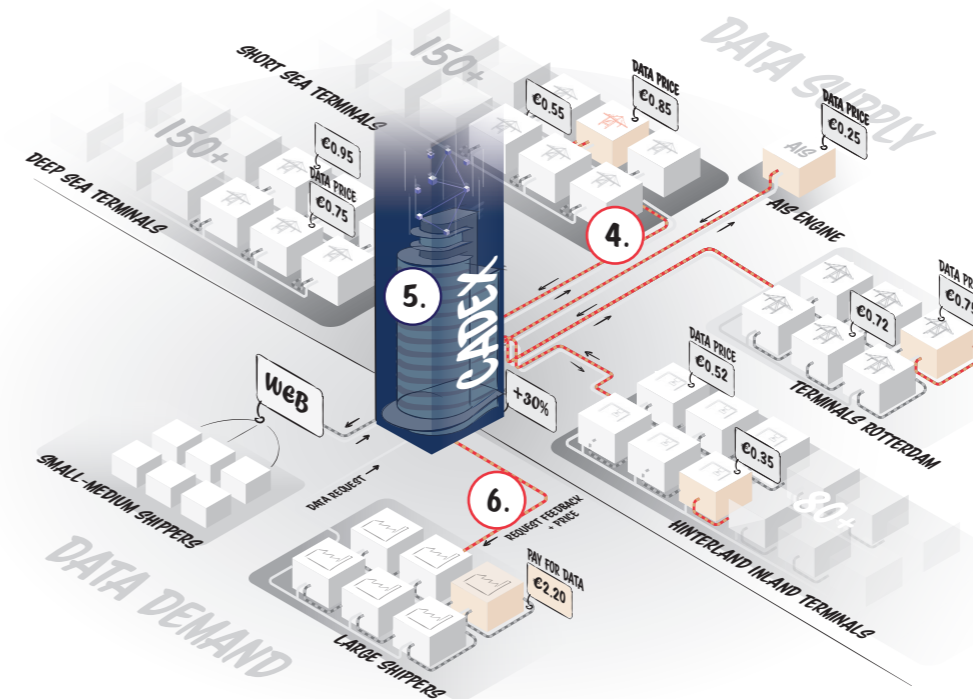 DATA SUPPLY
SHORT SEA TERMINALS
150+
DATA PRICE
€0.85
€0.55
DATA PRICE
€0.25
AIS
AIS ENGINE
150+
€0.95
DATA PRICE
€0.75
DEEP SEA TERMINALS
4.
5.
CADEX
+30%
€0.72
TERMINALS ROTTERDAM
DATA PRICE
€0.52
€0.35
80+
HINTERLAND INLAND TERMINALS
WEB
SMALL-MEDIUM SHIPPERS
DATA REQUEST
6.
REQUEST FEEDBACK
+ PRICE
PAY FOR DATA
€2.20
LARGE SHIPPERS
DATA DEMAND